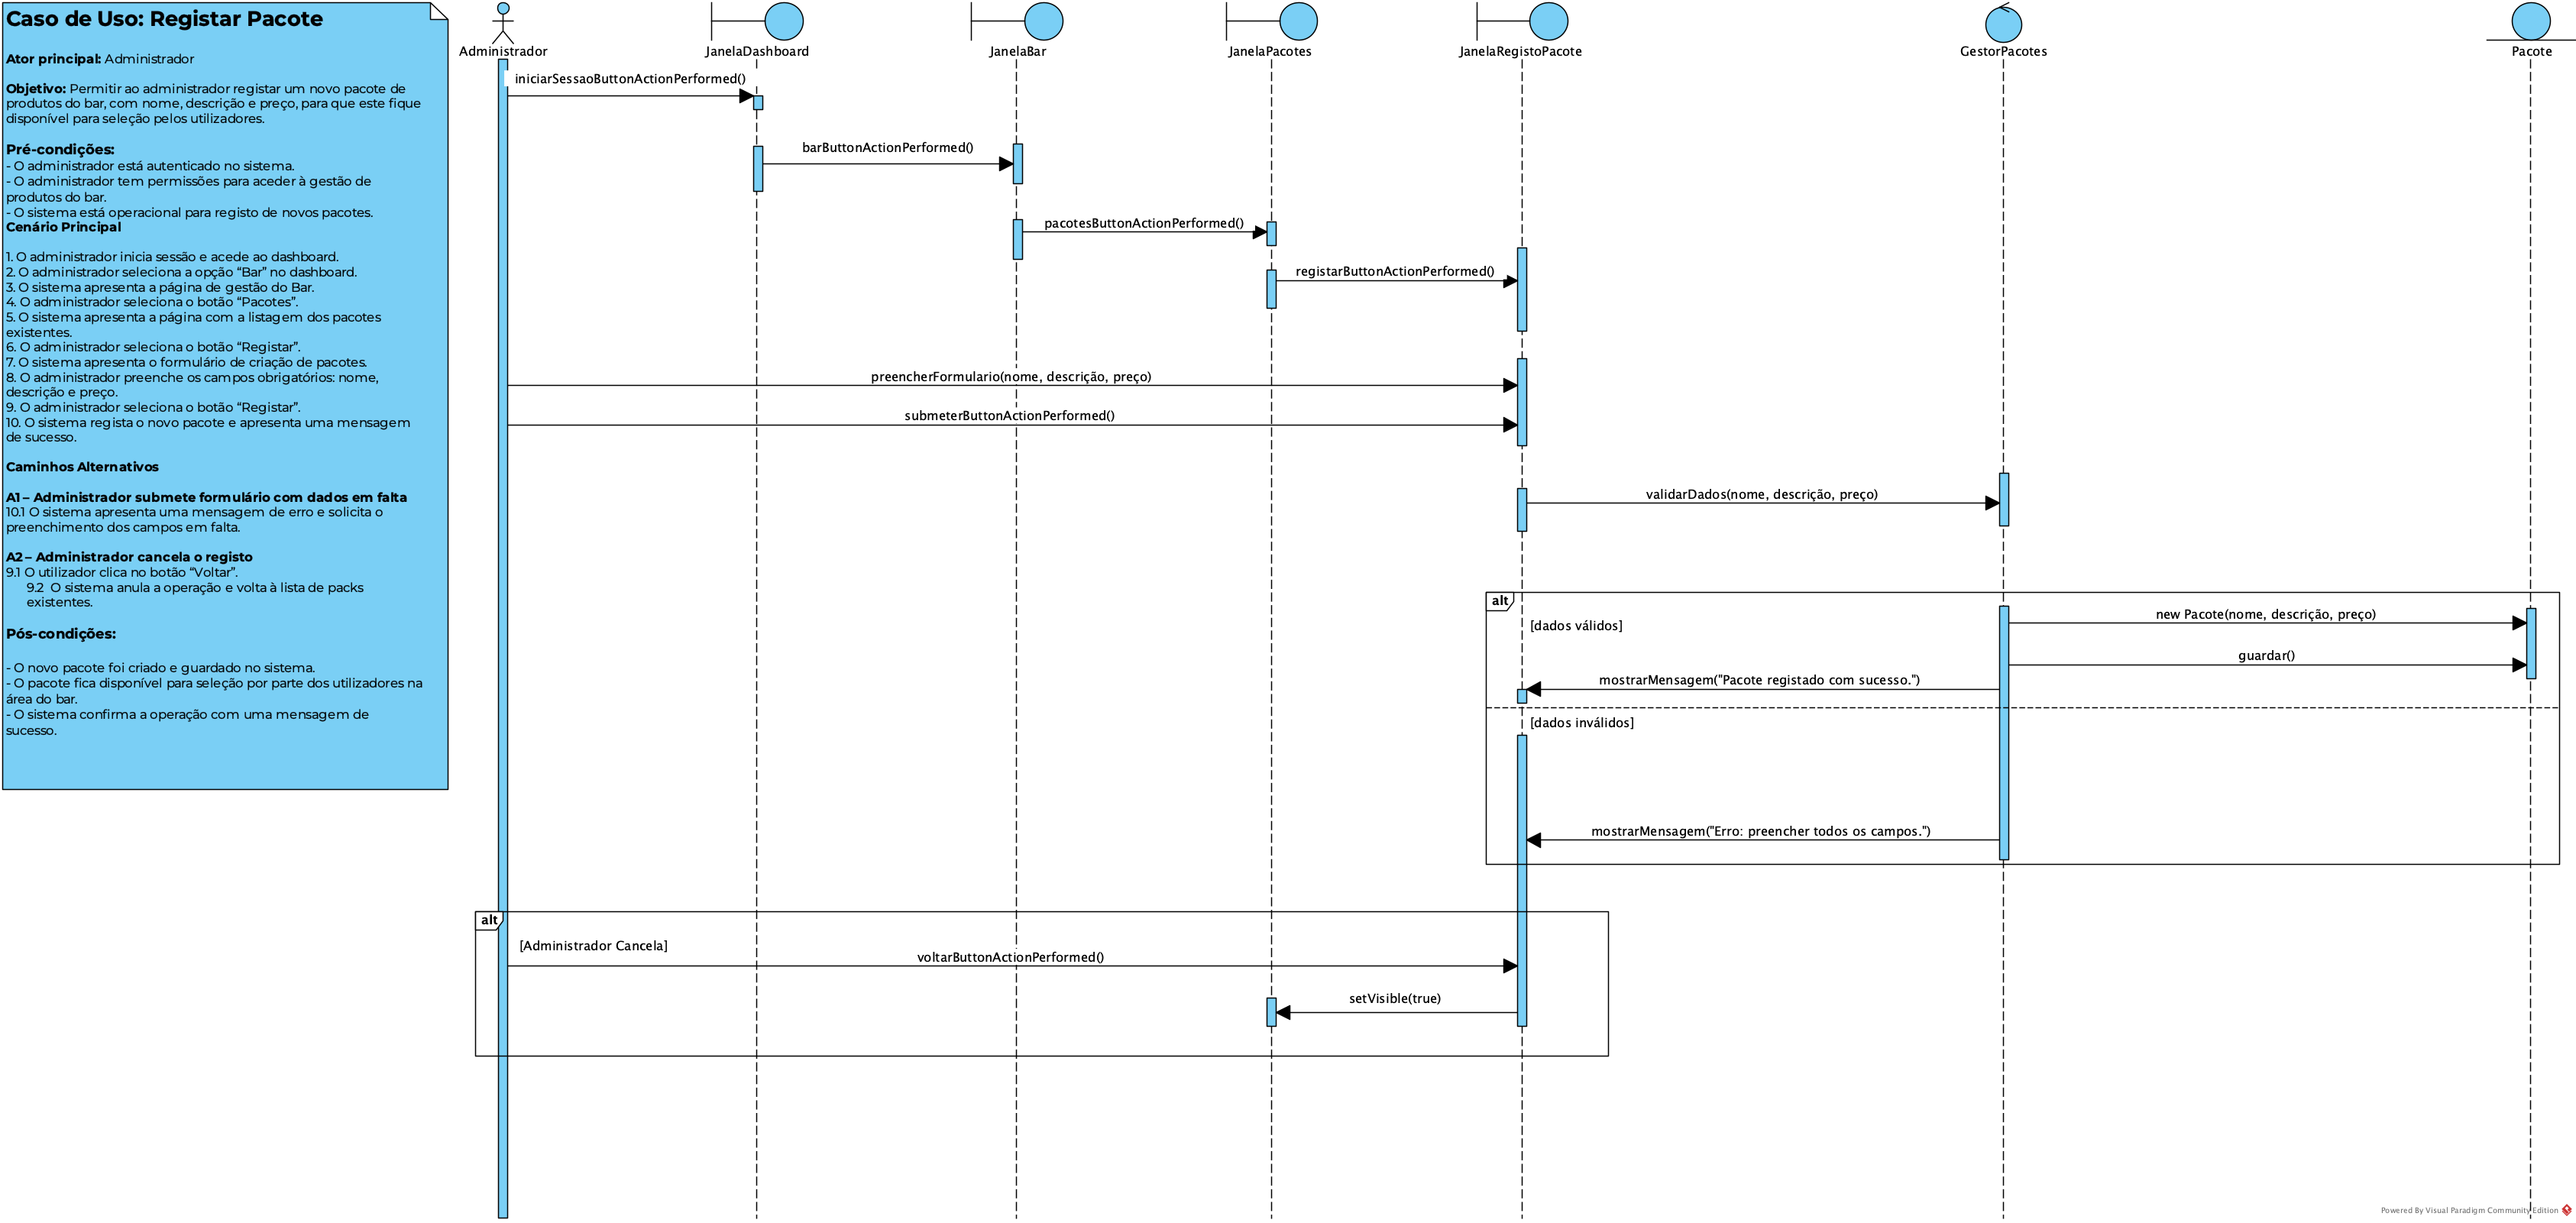 Caso de Uso: Registar Pacote
Ator principal: Administrador
Objetivo: Permitir ao administrador registar um novo pacote de
produtos do bar, com nome, descrição e preço, para que este fique
disponível para seleção pelos utilizadores.
Pré-condições:
- O administrador está autenticado no sistema.
- O administrador tem permissões para aceder à gestão de
produtos do bar.
- O sistema está operacional para registo de novos pacotes.
Cenário Principal
1. O administrador inicia sessão e acede ao dashboard.
2. O administrador seleciona a opção “Bar” no dashboard.
3. O sistema apresenta a página de gestão do Bar.
4. O administrador seleciona o botão “Pacotes”.
5. O sistema apresenta a página com a listagem dos pacotes
existentes.
6. O administrador seleciona o botão “Registar”.
7. O sistema apresenta o formulário de criação de pacotes.
8. O administrador preenche os campos obrigatórios: nome,
descrição e preço.
9. O administrador seleciona o botão “Registar”.
10. O sistema regista o novo pacote e apresenta uma mensagem
de sucesso.
Caminhos Alternativos
A1 – Administrador submete formulário com dados em falta
10.1 O sistema apresenta uma mensagem de erro e solicita o
preenchimento dos campos em falta.
A2 – Administrador cancela o registo
9.1 O utilizador clica no botão “Voltar”.
9.2 O sistema anula a operação e volta à lista de packs
existentes.
Pós-condições:
- O novo pacote foi criado e guardado no sistema.
- O pacote fica disponível para seleção por parte dos utilizadores na
área do bar.
- O sistema confirma a operação com uma mensagem de
sucesso.
Administrador
JanelaDashboard
JanelaBar
JanelaPacotes
JanelaRegistoPacote
GestorPacotes
Pacote
iniciarSessaoButtonActionPerformed()
barButtonActionPerformed()
pacotesButtonActionPerformed()
registarButtonActionPerformed()
preencherFormulario(nome, descrição, preço)
submeterButtonActionPerformed()
validarDados(nome, descrição, preço)
alt
[dados válidos]
new Pacote(nome, descrição, preço)
guardar()
mostrarMensagem("Pacote registado com sucesso.")
[dados inválidos]
mostrarMensagem("Erro: preencher todos os campos.")
alt
[Administrador Cancela]
voltarButtonActionPerformed()
setVisible(true)
Powered By Visual Paradigm Community Edition